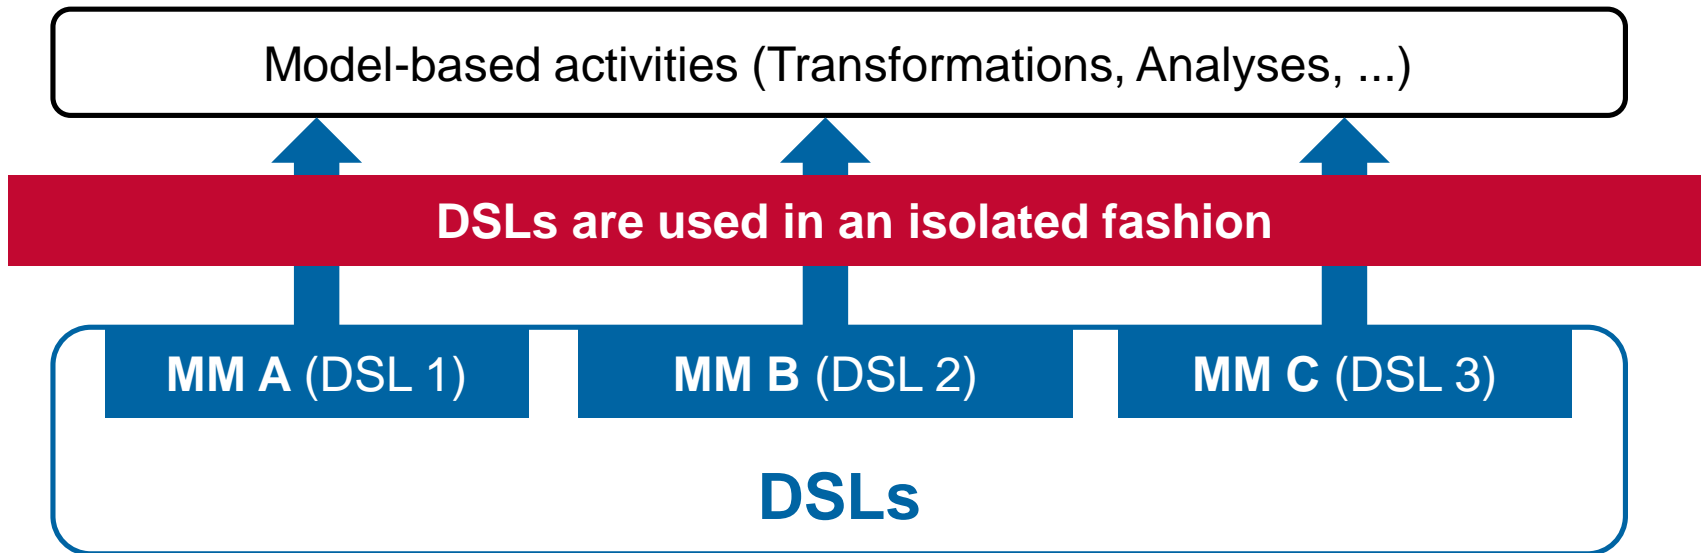 Model-based activities (Transformations, Analyses, ...)
DSLs are used in an isolated fashion
MM A (DSL 1) MM B (DSL 2) MM C (DSL 3)
DSLs